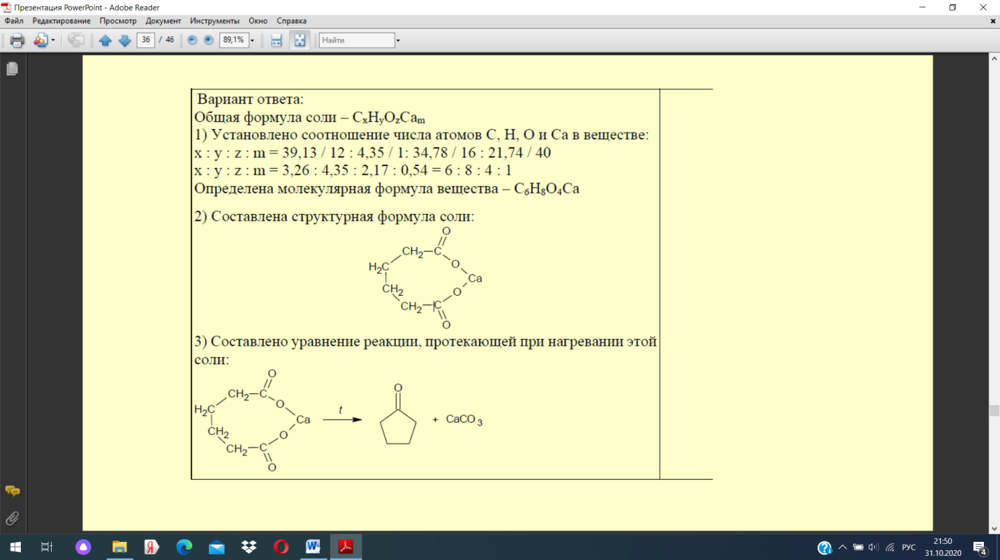 Презентация PowerPoint - Adobe Reader
Файл Редактирование Просмотр Документ Инструменты Окно Справка
36 / 46 89,1% Найти
Вариант ответа:
Общая формула соли – CxHyOzCam
1) Установлено соотношение числа атомов C, H, O и Ca в веществе:
x : y : z : m = 39,13 / 12 : 4,35 / 1: 34,78 / 16 : 21,74 / 40
x : y : z : m = 3,26 : 4,35 : 2,17 : 0,54 = 6 : 8 : 4 : 1
Определена молекулярная формула вещества – C6H8O4Ca
2) Составлена структурная формула соли:
O
CH2 C
H2C O
Ca
CH2 O
CH2 C
O
3) Составлено уравнение реакции, протекающей при нагревании этой
соли:
O
CH2 C O
H2C O t
Ca + CaCO3
CH2 O
CH2 C
O
РУС 21:50
31.10.2020 4